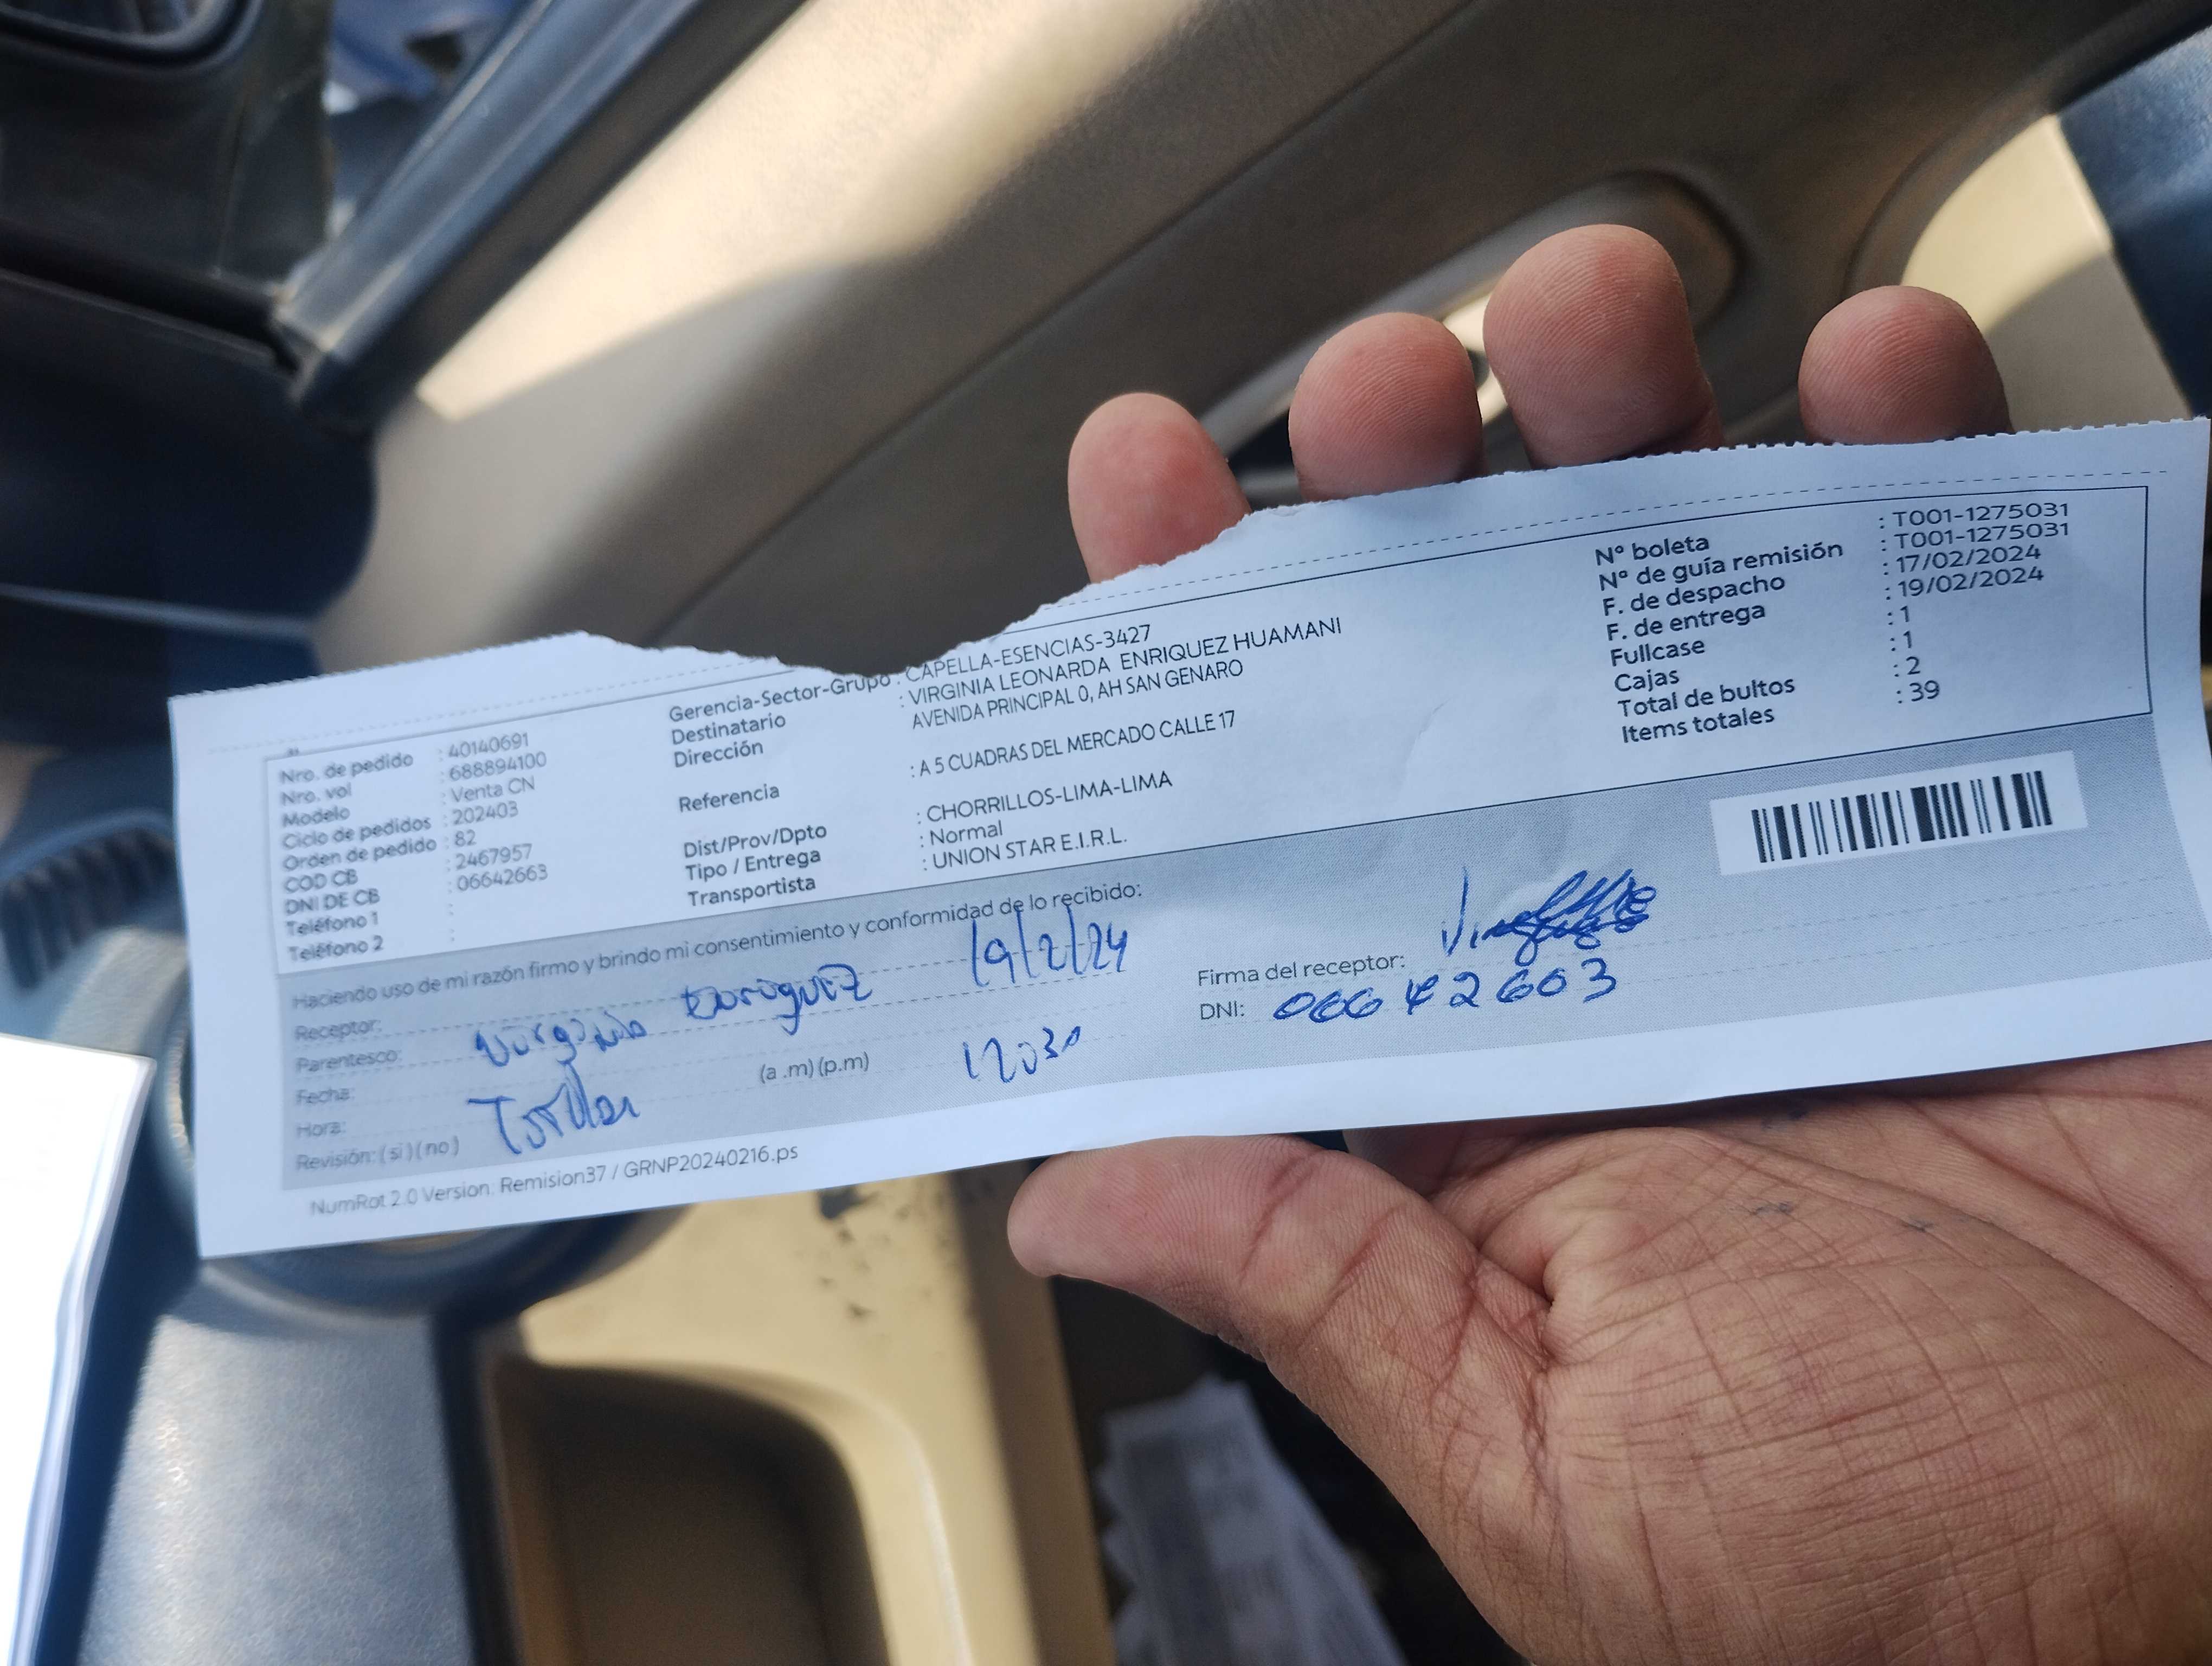 Nro. de pedido : 40140691
Nro. vol : 688894100
Modelo : Venta CN
Ciclo de pedidos : 202403
Orden de pedido : 82
COD CB : 2467957
DNI DE CB : 06642663
Teléfono 1 :
Teléfono 2 :
Gerencia-Sector-Grupo : CAPELLA-ESENCIAS-3427
Destinatario : VIRGINIA LEONARDA ENRIQUEZ HUAMANI
Dirección AVENIDA PRINCIPAL 0, AH SAN GENARO
Referencia : A 5 CUADRAS DEL MERCADO CALLE 17
Dist/Prov/Dpto : CHORRILLOS-LIMA-LIMA
Tipo / Entrega : Normal
Transportista : UNION STAR E.I.R.L.
N° boleta : T001-1275031
N° de guía remisión : T001-1275031
F. de despacho : 17/02/2024
F. de entrega : 19/02/2024
Fullcase : 1
Cajas : 1
Total de bultos : 2
Items totales : 39
Haciendo uso de mi razón firmo y brindo mi consentimiento y conformidad de lo recibido:
Receptor:
Parentesco:
Fecha: 19/2/24
Hora: (a .m) (p.m) 12030
Revisión: ( si ) ( no )
Firma del receptor:
DNI: 06642603
NumRot 2.0 Version: Remision37 / GRNP20240216.ps